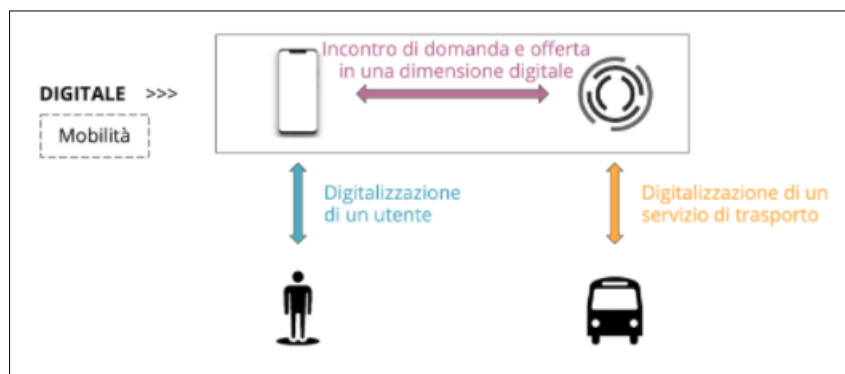 Incontro di domanda e offerta
in una dimensione digitale
DIGITALE >>>
Mobilità
Digitalizzazione
di un utente
Digitalizzazione di un
servizio di trasporto